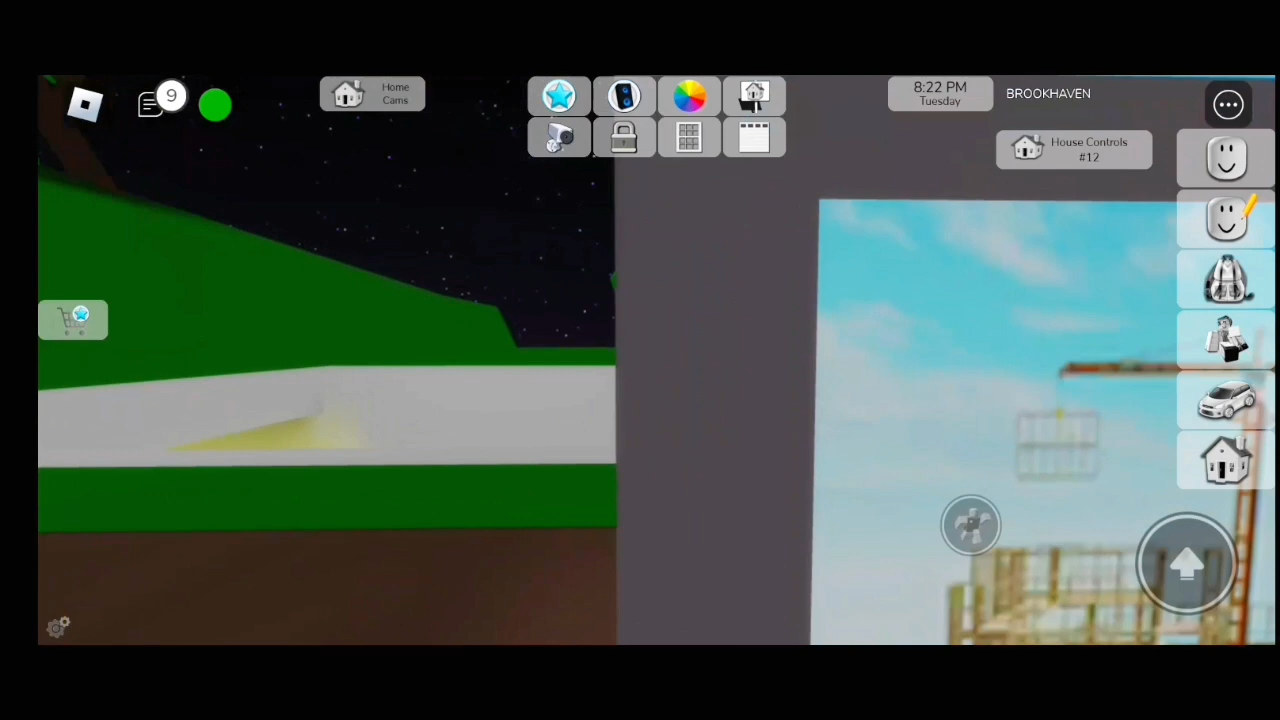 9
Home
Cams
8:22 PM
Tuesday
BROOKHAVEN
House Controls
#12